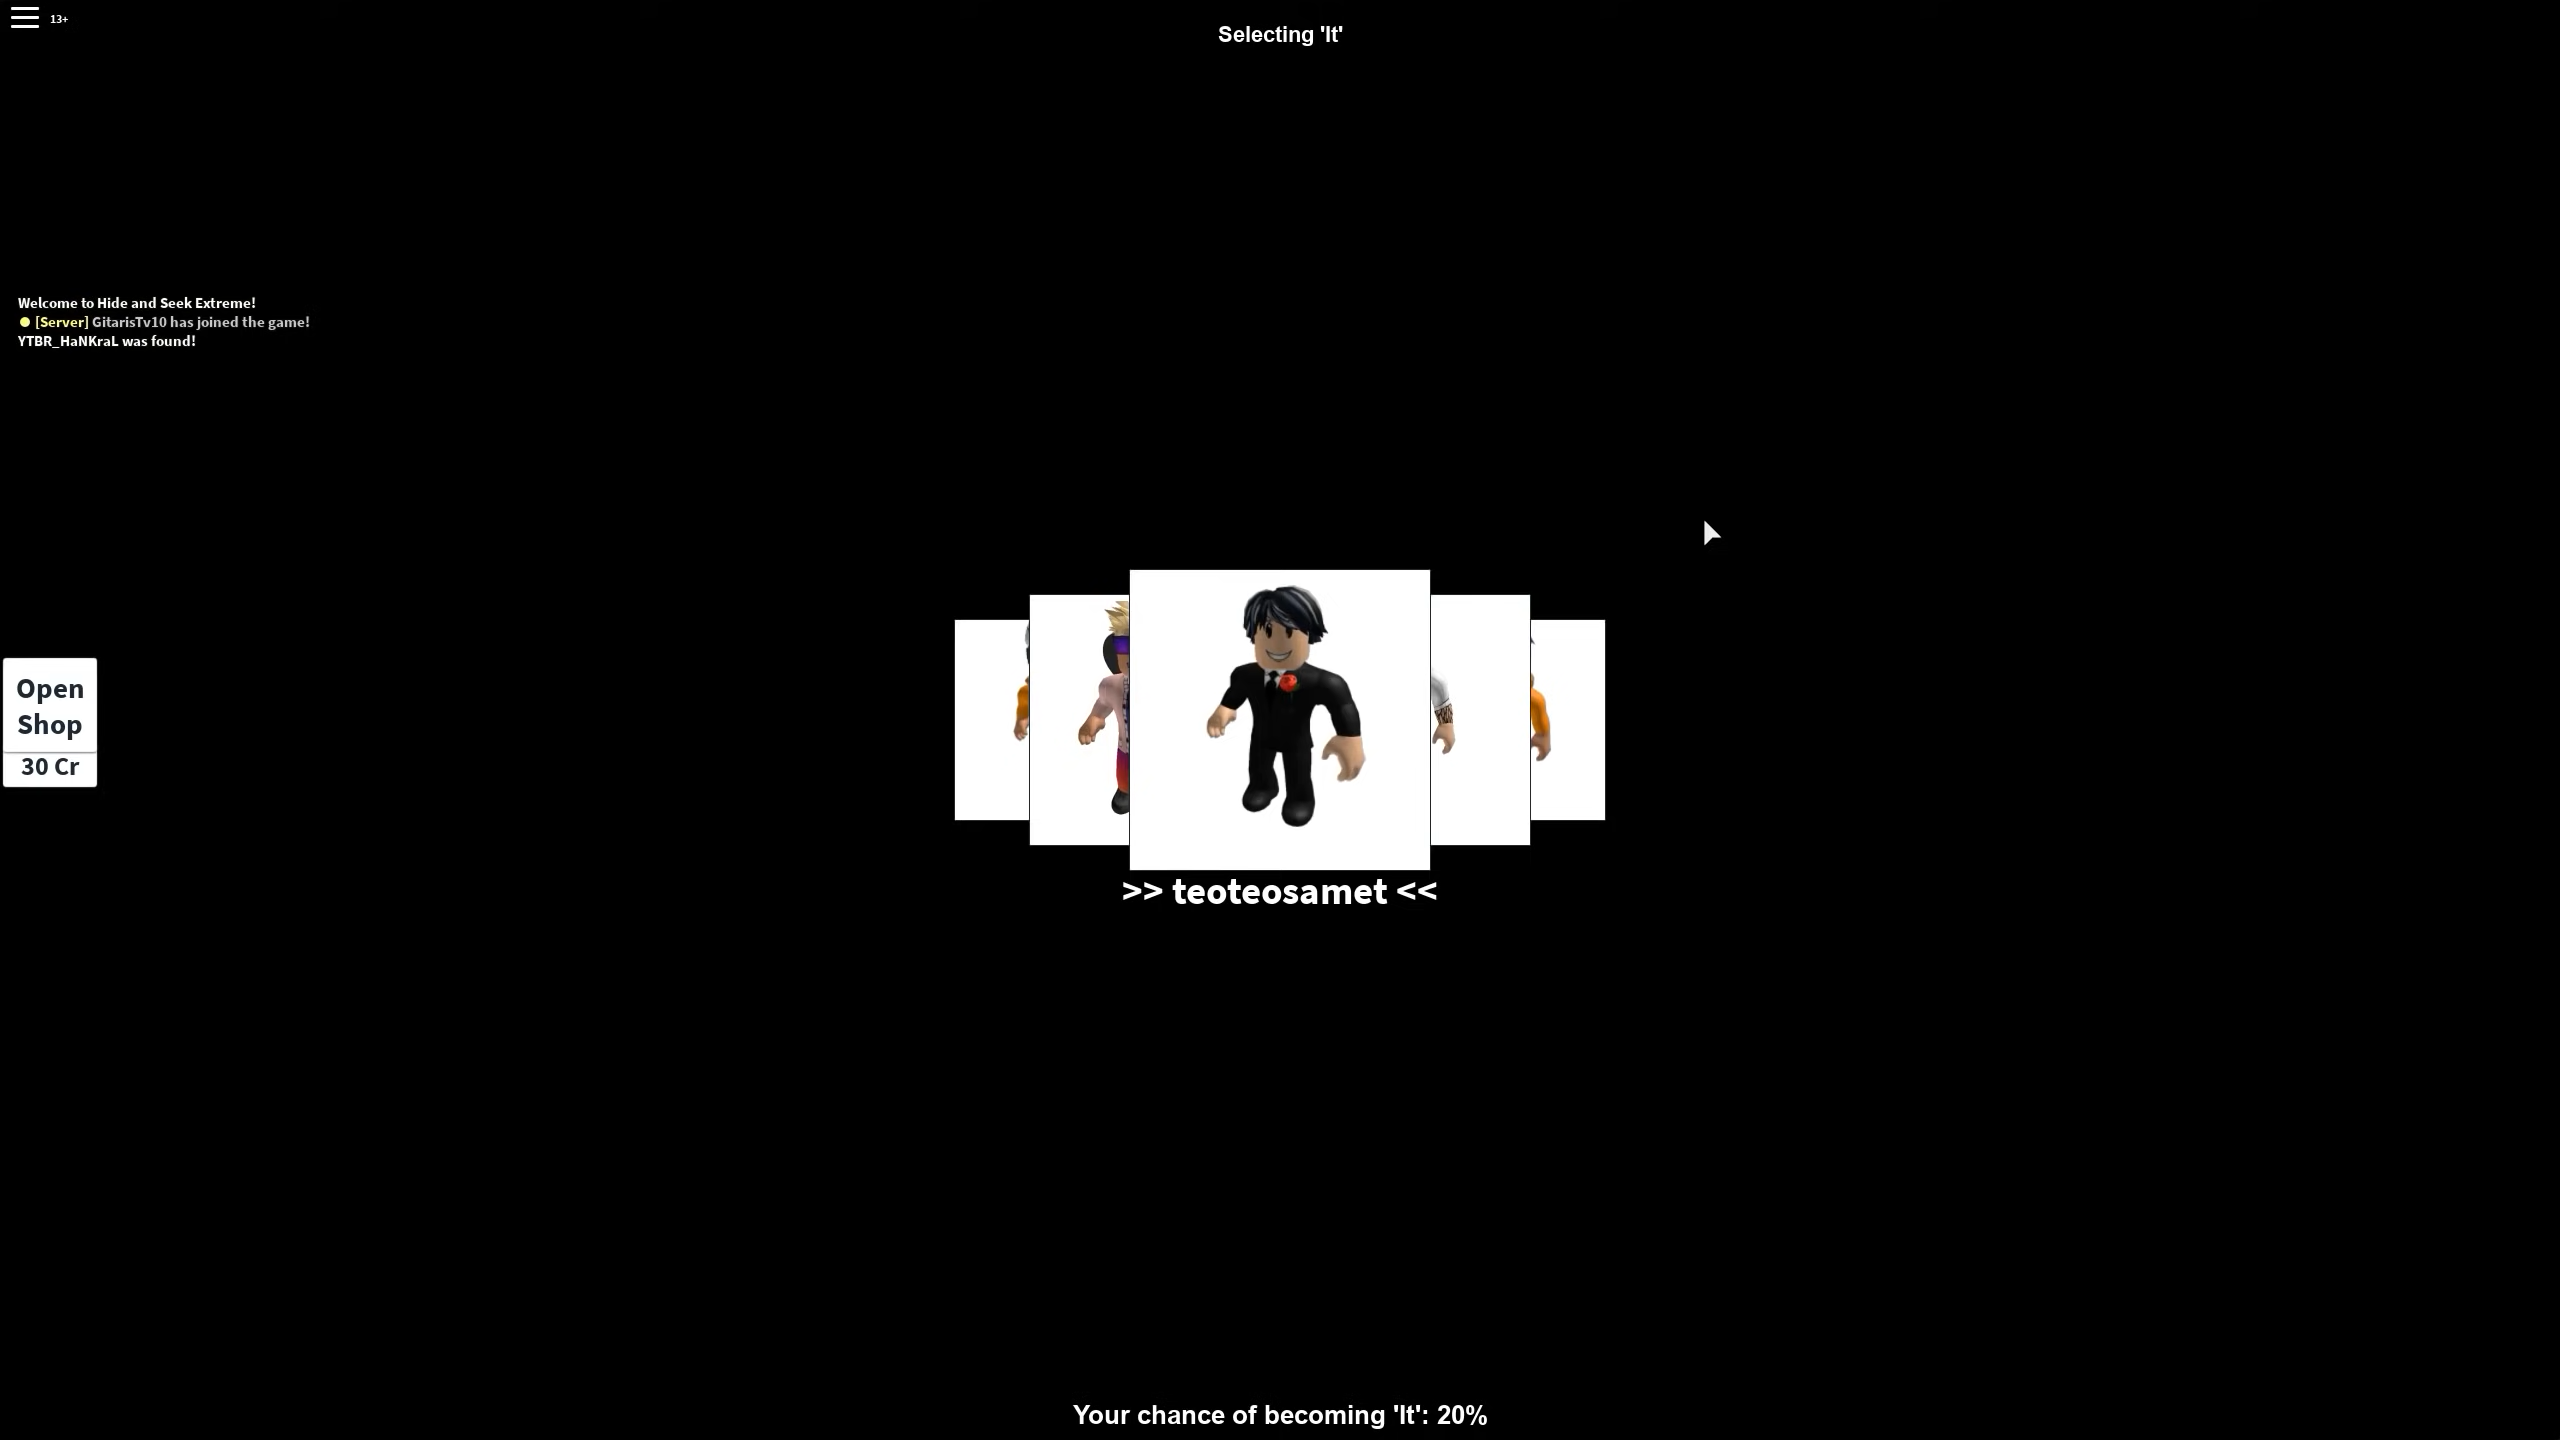 13+
Selecting 'It'
Welcome to Hide and Seek Extreme!
[Server] GitarisTv10 has joined the game!
YTBR_HaNKraL was found!
Open
Shop
30 Cr
>> teoteosamet <<
Your chance of becoming 'It': 20%